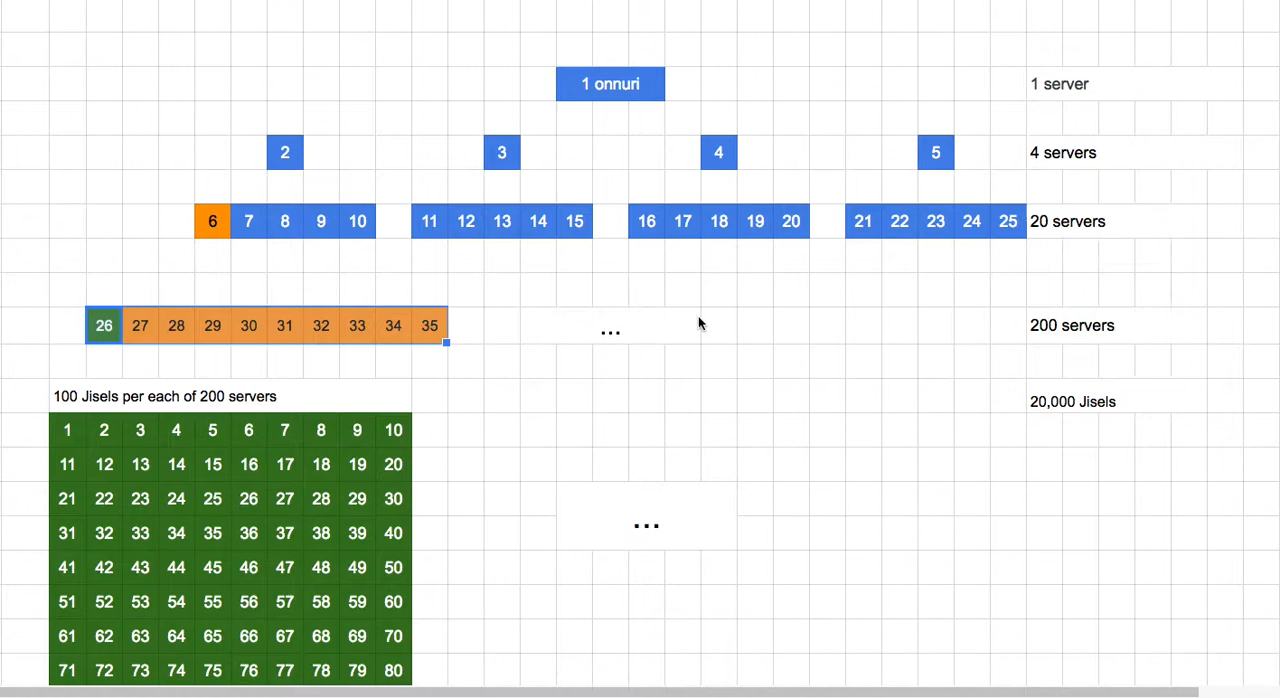 1 onnuri 1 server
2 3 4 5 4 servers
6 7 8 9 10 11 12 13 14 15 16 17 18 19 20 21 22 23 24 25 20 servers
26 27 28 29 30 31 32 33 34 35 ... 200 servers
100 Jisels per each of 200 servers 20,000 Jisels
1 2 3 4 5 6 7 8 9 10
11 12 13 14 15 16 17 18 19 20
21 22 23 24 25 26 27 28 29 30
...
31 32 33 34 35 36 37 38 39 40
41 42 43 44 45 46 47 48 49 50
51 52 53 54 55 56 57 58 59 60
61 62 63 64 65 66 67 68 69 70
71 72 73 74 75 76 77 78 79 80